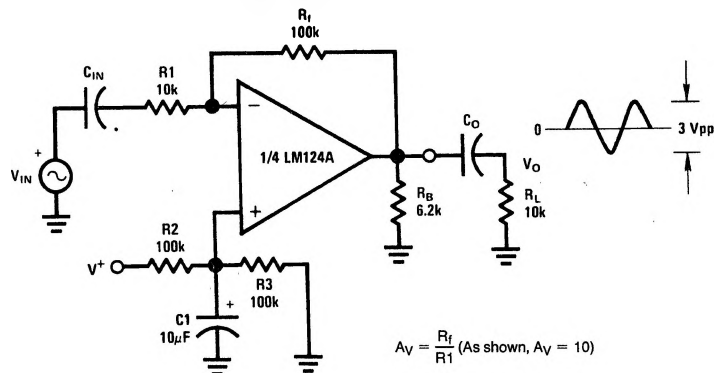 Rf
100k
CIN
R1
10k
−
1/4 LM124A
+
+
VIN
R2
100k
V+
R3
100k
C1
10μF
+
RB
6.2k
CO
VO
RL
10k
0
3 Vpp
AV = Rf/R1 (As shown, AV = 10)